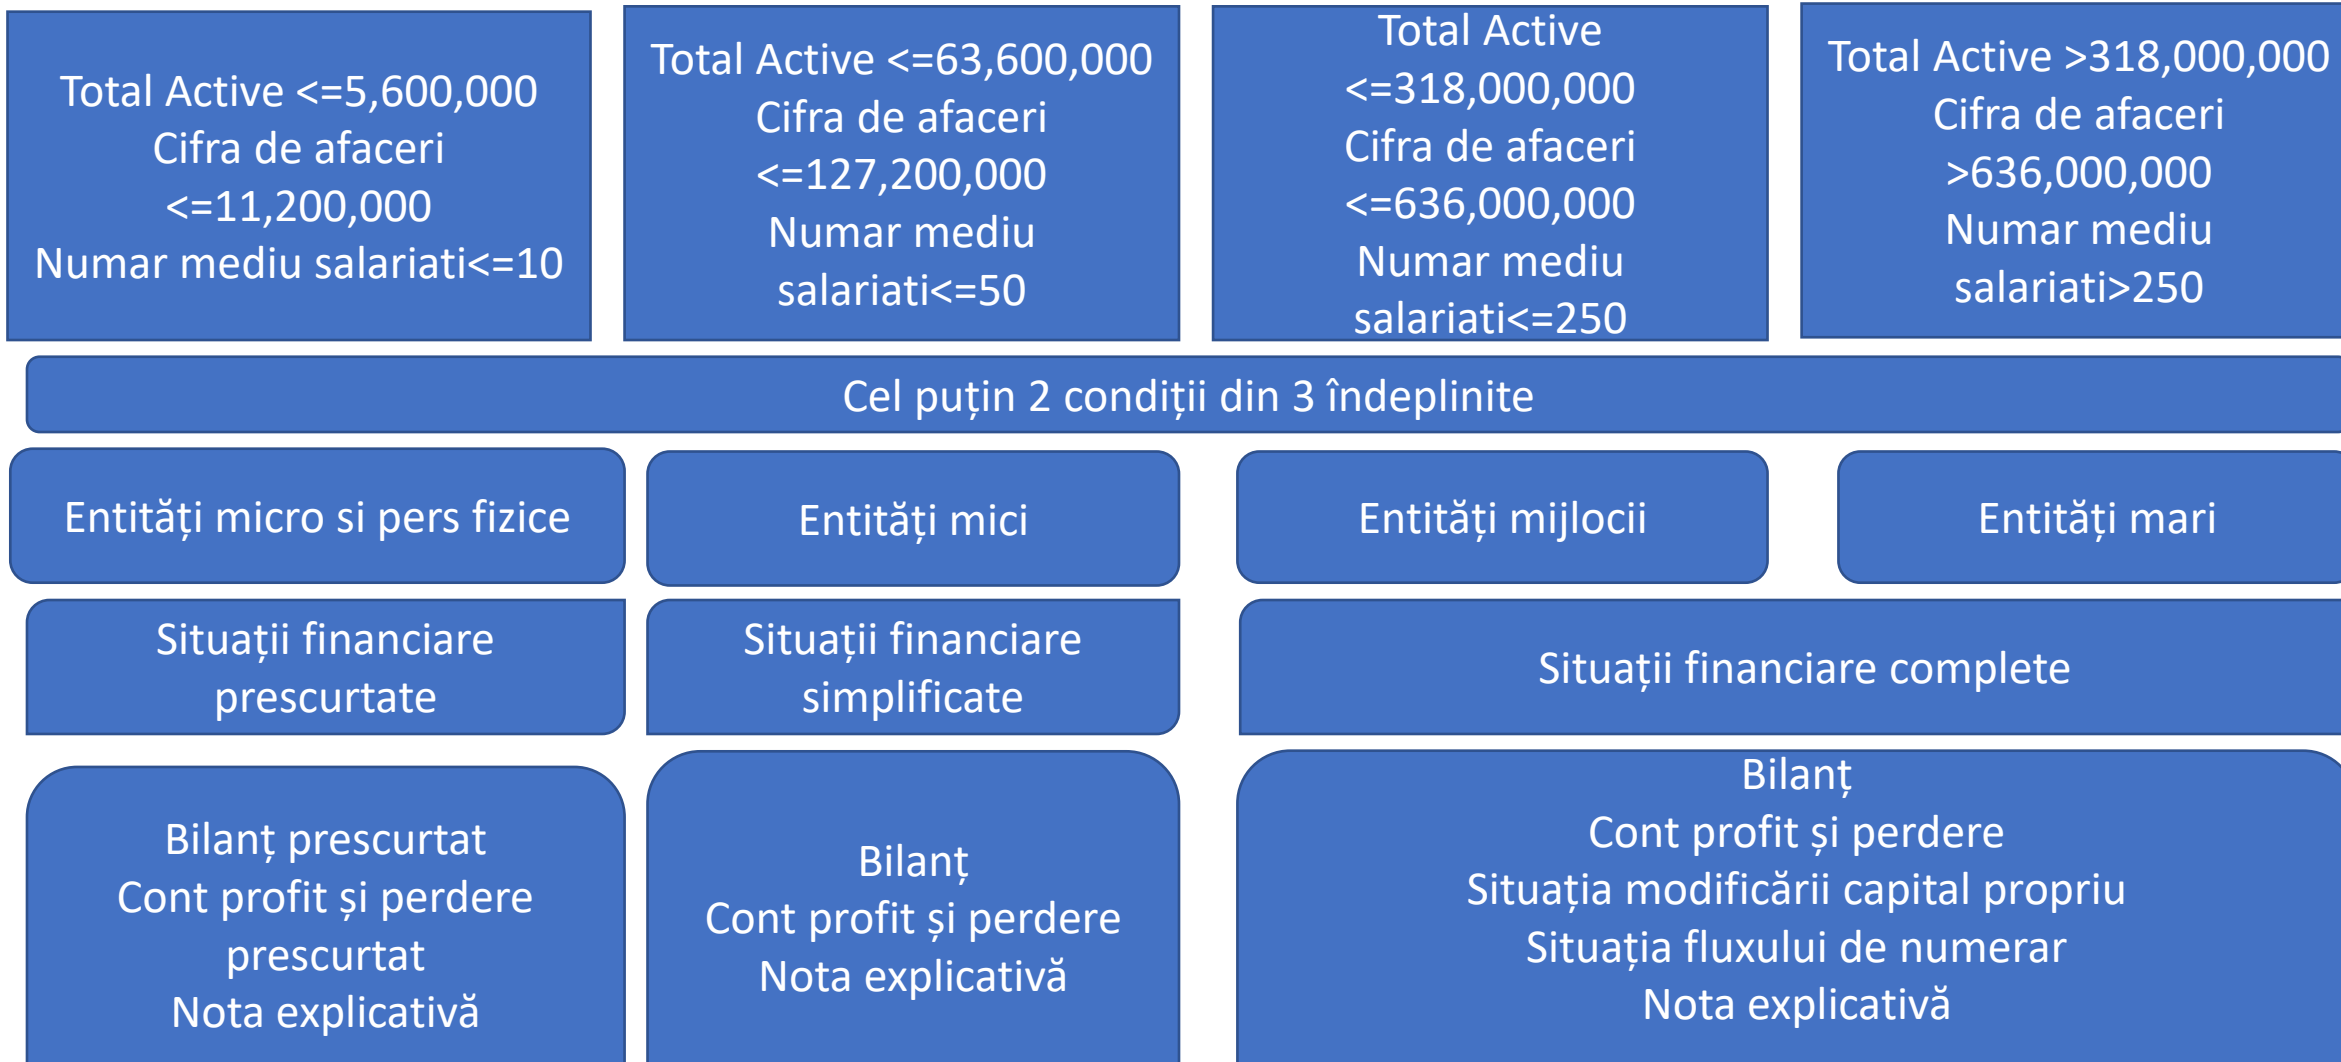 Total Active <=5,600,000
Cifra de afaceri
<=11,200,000
Numar mediu salariati<=10
Total Active <=63,600,000
Cifra de afaceri
<=127,200,000
Numar mediu
salariati<=50
Total Active
<=318,000,000
Cifra de afaceri
<=636,000,000
Numar mediu
salariati<=250
Total Active >318,000,000
Cifra de afaceri
>636,000,000
Numar mediu
salariati>250
Cel puțin 2 condiții din 3 îndeplinite
Entități micro si pers fizice
Entități mici
Entități mijlocii
Entități mari
Situații financiare
prescurtate
Situații financiare
simplificate
Situații financiare complete
Bilanț prescurtat
Cont profit și perdere
prescurtat
Nota explicativă
Bilanț
Cont profit și perdere
Nota explicativă
Bilanț
Cont profit și perdere
Situația modificării capital propriu
Situația fluxului de numerar
Nota explicativă